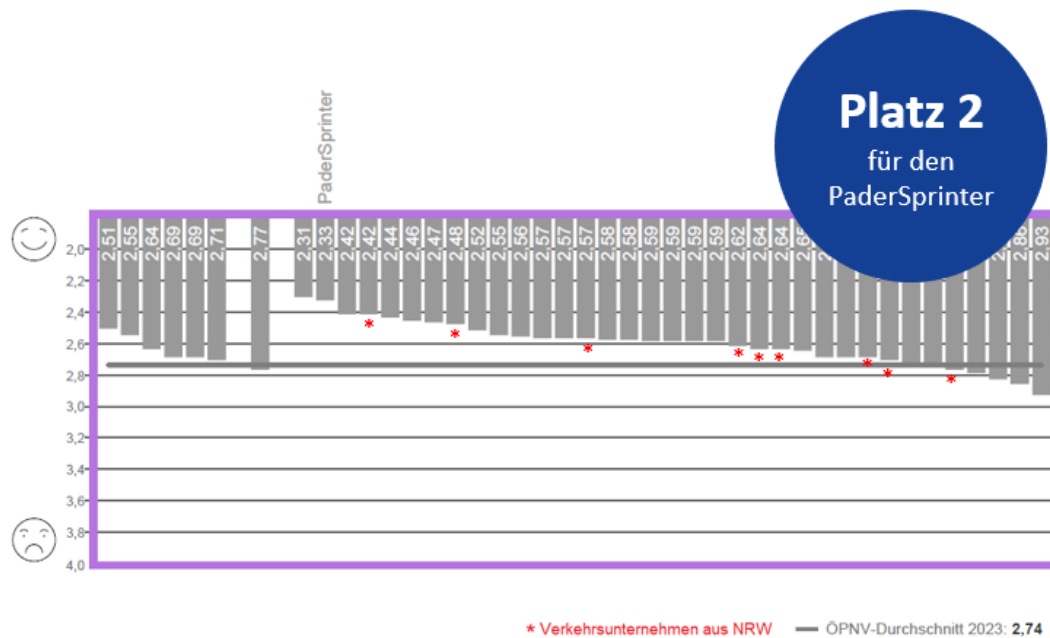 Platz 2
für den
PaderSprinter
PaderSprinter
2,51 2,55 2,64 2,69 2,69 2,71 2,77 2,31 2,33 2,42 2,42 2,44 2,46 2,47 2,48 2,52 2,55 2,56 2,57 2,57 2,57 2,58 2,58 2,59 2,59 2,59 2,59 2,62 2,64 2,64 2,93
2,0
2,2
2,4
2,6
2,8
3,0
3,2
3,4
3,6
3,8
4,0
* Verkehrsunternehmen aus NRW ÖPNV-Durchschnitt 2023: 2,74